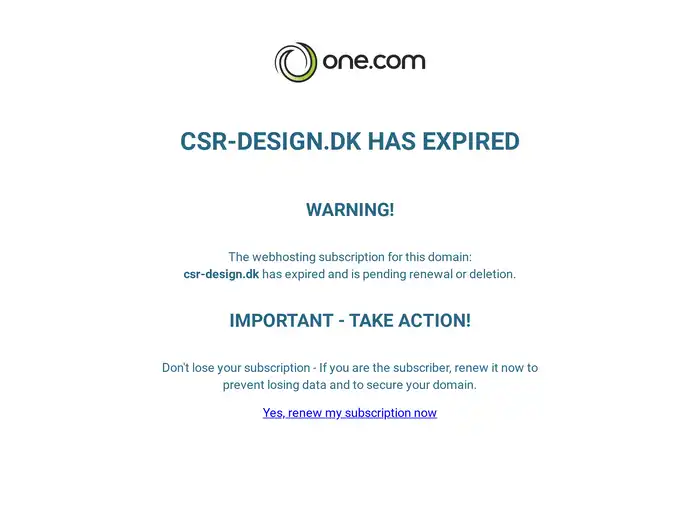 one.com
CSR-DESIGN.DK HAS EXPIRED
WARNING!
The webhosting subscription for this domain:
csr-design.dk has expired and is pending renewal or deletion.
IMPORTANT - TAKE ACTION!
Don't lose your subscription - If you are the subscriber, renew it now to
prevent losing data and to secure your domain.
Yes, renew my subscription now